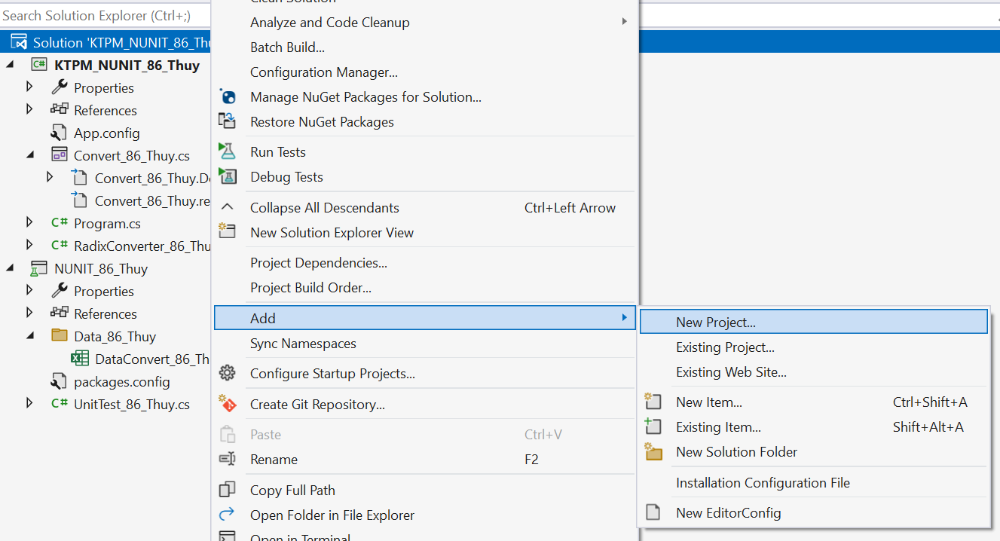 Clean Solution
Search Solution Explorer (Ctrl+;)
Solution 'KTPM_NUNIT_86_Thu
KTPM_NUNIT_86_Thuy
Properties
References
App.config
Convert_86_Thuy.cs
Convert_86_Thuy.De
Convert_86_Thuy.re
C# Program.cs
C# RadixConverter_86_Thu
NUNIT_86_Thuy
Properties
References
Data_86_Thuy
DataConvert_86_Th
packages.config
C# UnitTest_86_Thuy.cs
Analyze and Code Cleanup
Batch Build...
Configuration Manager...
Manage NuGet Packages for Solution...
Restore NuGet Packages
Run Tests
Debug Tests
Collapse All Descendants Ctrl+Left Arrow
New Solution Explorer View
Project Dependencies...
Project Build Order...
Add
Sync Namespaces
Configure Startup Projects...
Create Git Repository...
Paste Ctrl+V
Rename F2
Copy Full Path
Open Folder in File Explorer
Open in Terminal
New Project...
Existing Project...
Existing Web Site...
New Item... Ctrl+Shift+A
Existing Item... Shift+Alt+A
New Solution Folder
Installation Configuration File
New EditorConfig